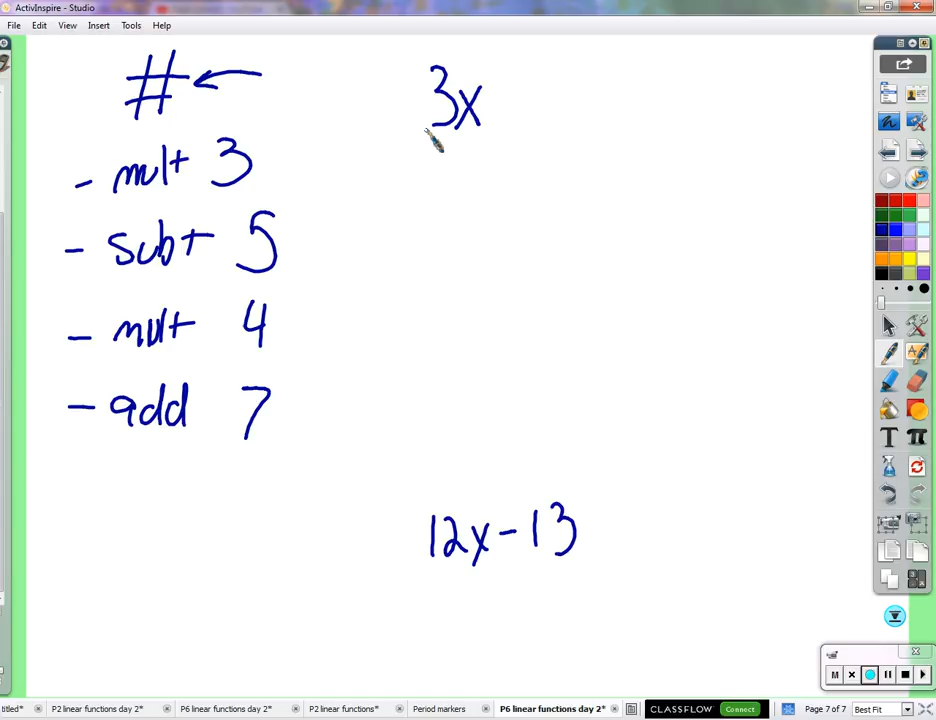 ActivInspire - Studio
File Edit View Insert Tools Help
#
- mult 3
- subt 5
- mult 4
- add 7
3x
12x - 13
T π
M
titled* P2 linear functions day 2* P6 linear functions day 2* P2 linear functions* Period markers P6 linear functions day 2* CLASSFLOW Connect Page 7 of 7 Best Fit